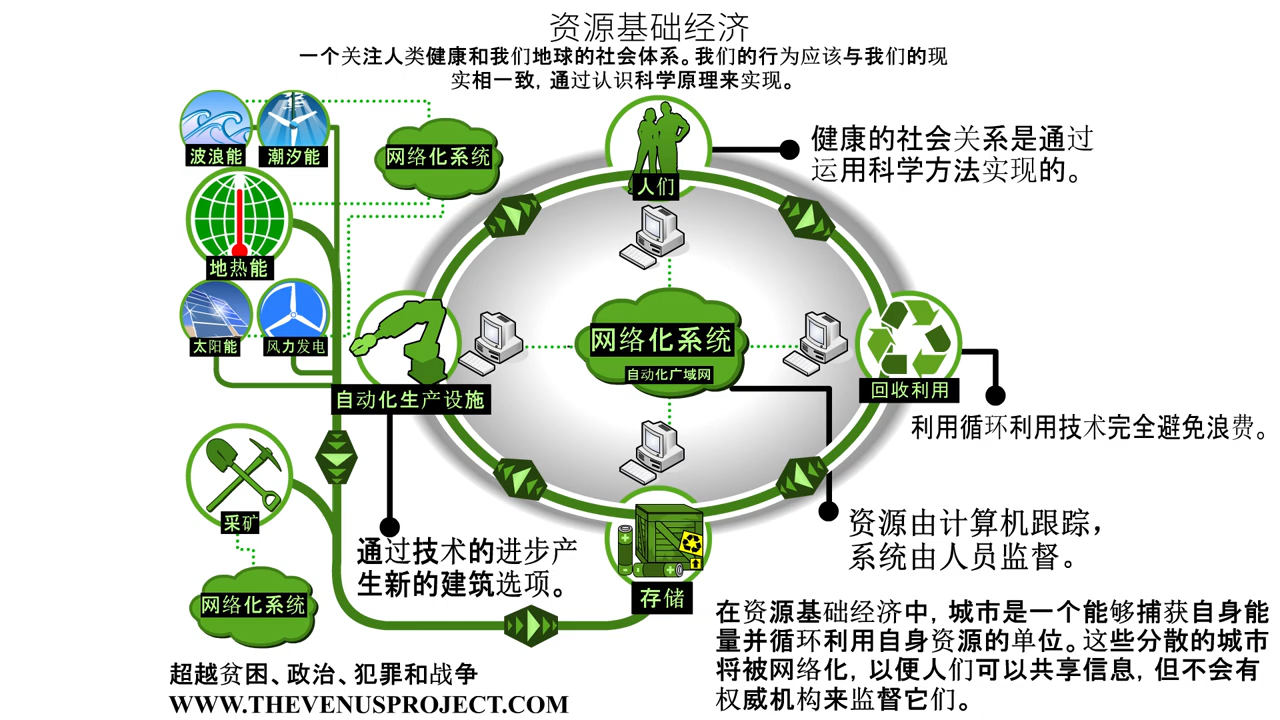 资源基础经济
一个关注人类健康和我们地球的社会体系。我们的行为应该与我们的现
实相一致，通过认识科学原理来实现。
波浪能
潮汐能
网络化系统
人们
健康的社会关系是通过
运用科学方法实现的。
地热能
太阳能
风力发电
网络化系统
自动化广域网
自动化生产设施
回收利用
利用循环利用技术完全避免浪费。
采矿
通过技术的进步产
生新的建筑选项。
资源由计算机跟踪，
系统由人员监督。
网络化系统
存储
在资源基础经济中，城市是一个能够捕获自身能
量并循环利用自身资源的单位。这些分散的城市
将被网络化，以便人们可以共享信息，但不会有
权威机构来监督它们。
超越贫困、政治、犯罪和战争
WWW.THEVENUSPROJECT.COM